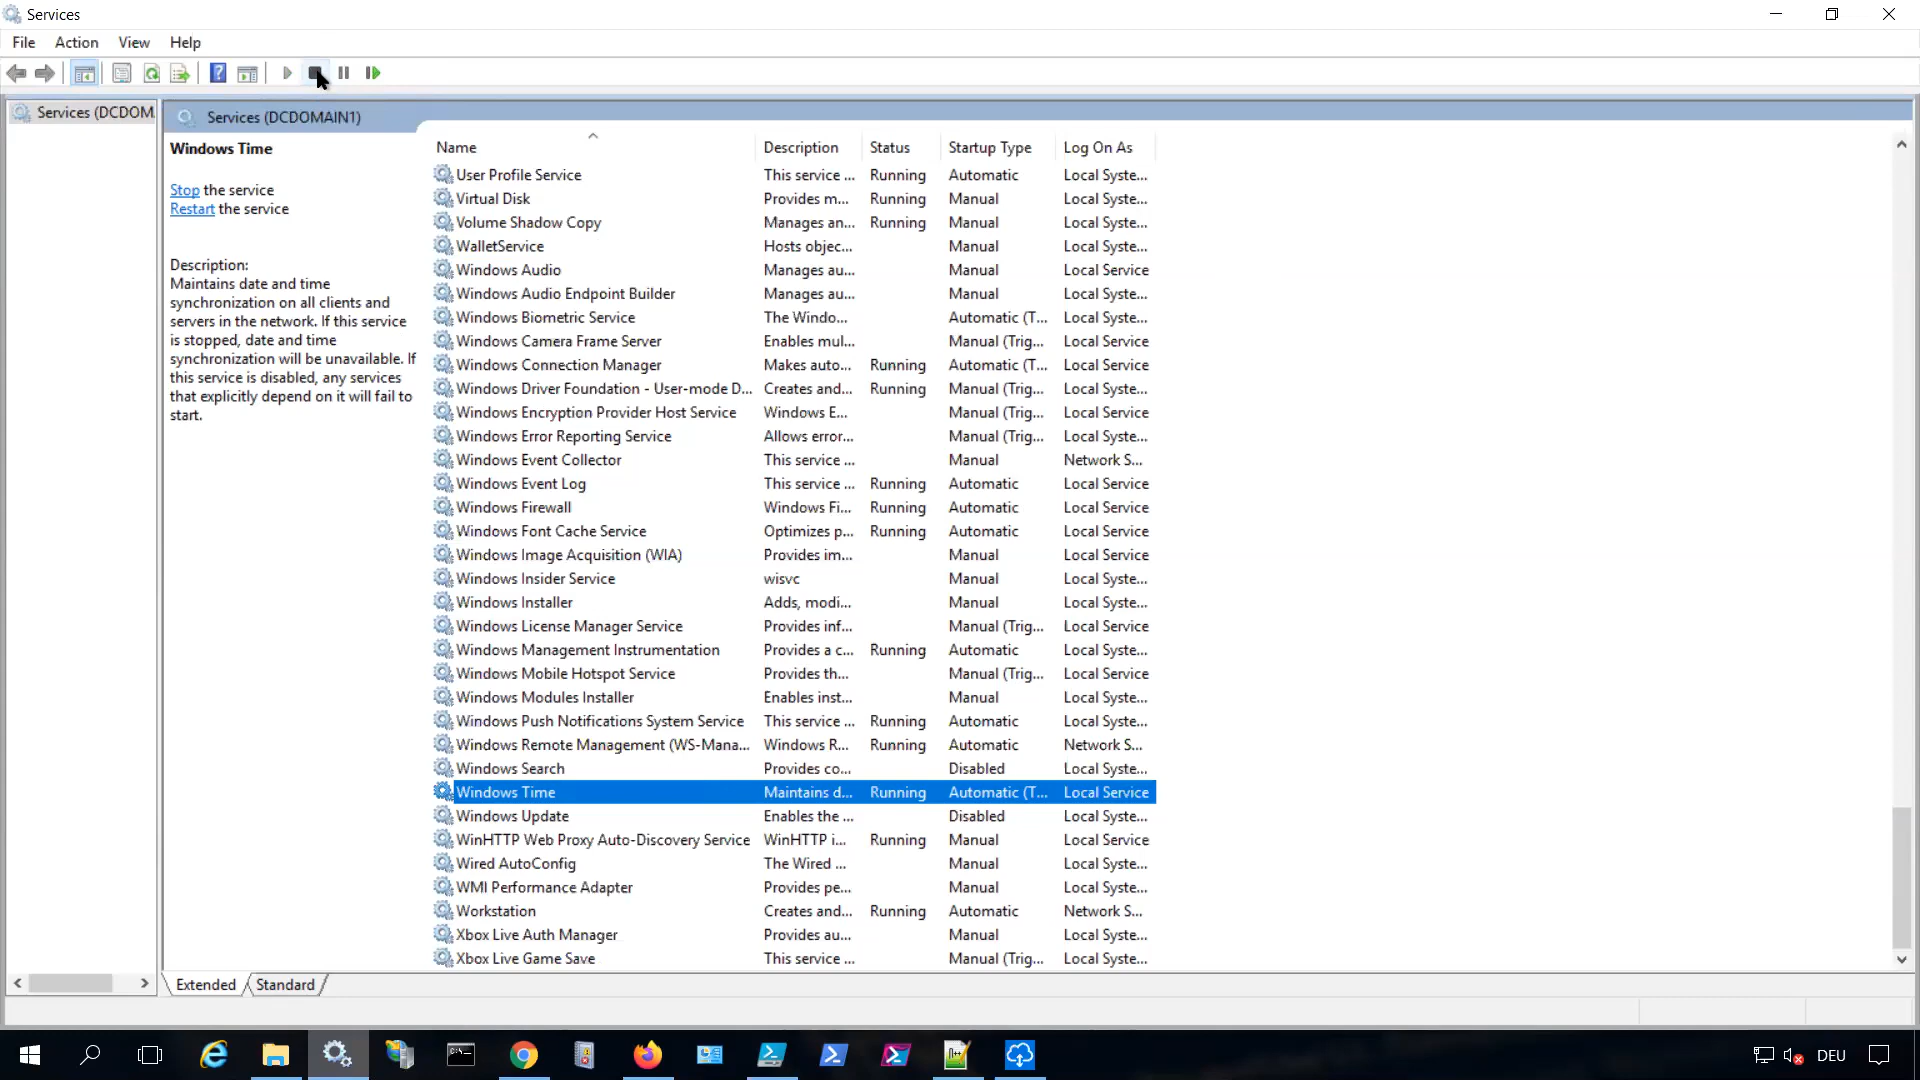 Services
File Action View Help
Services (DCDOM
Services (DCDOMAIN1)
Windows Time
Stop the service
Restart the service
Description:
Maintains date and time
synchronization on all clients and
servers in the network. If this service
is stopped, date and time
synchronization will be unavailable. If
this service is disabled, any services
that explicitly depend on it will fail to
start.
Name Description Status Startup Type Log On As
User Profile Service This service ... Running Automatic Local Syste...
Virtual Disk Provides m... Running Manual Local Syste...
Volume Shadow Copy Manages an... Running Manual Local Syste...
WalletService Hosts objec... Manual Local Syste...
Windows Audio Manages au... Manual Local Service
Windows Audio Endpoint Builder Manages au... Manual Local Syste...
Windows Biometric Service The Windo... Automatic (T... Local Syste...
Windows Camera Frame Server Enables mul... Manual (Trig... Local Service
Windows Connection Manager Makes auto... Running Automatic (T... Local Service
Windows Driver Foundation - User-mode D... Creates and... Running Manual (Trig... Local Syste...
Windows Encryption Provider Host Service Windows E... Manual (Trig... Local Service
Windows Error Reporting Service Allows error... Manual (Trig... Local Syste...
Windows Event Collector This service ... Manual Network S...
Windows Event Log This service ... Running Automatic Local Service
Windows Firewall Windows Fi... Running Automatic Local Service
Windows Font Cache Service Optimizes p... Running Automatic Local Service
Windows Image Acquisition (WIA) Provides im... Manual Local Service
Windows Insider Service wisvc Manual Local Syste...
Windows Installer Adds, modi... Manual Local Syste...
Windows License Manager Service Provides inf... Manual (Trig... Local Service
Windows Management Instrumentation Provides a c... Running Automatic Local Syste...
Windows Mobile Hotspot Service Provides th... Manual (Trig... Local Service
Windows Modules Installer Enables inst... Manual Local Syste...
Windows Push Notifications System Service This service ... Running Automatic Local Syste...
Windows Remote Management (WS-Mana... Windows R... Running Automatic Network S...
Windows Search Provides co... Disabled Local Syste...
Windows Time Maintains d... Running Automatic (T... Local Service
Windows Update Enables the ... Disabled Local Syste...
WinHTTP Web Proxy Auto-Discovery Service WinHTTP i... Running Manual Local Service
Wired AutoConfig The Wired ... Manual Local Syste...
WMI Performance Adapter Provides pe... Manual Local Syste...
Workstation Creates and... Running Automatic Network S...
Xbox Live Auth Manager Provides au... Manual Local Syste...
Xbox Live Game Save This service ... Manual (Trig... Local Syste...
Extended Standard
DEU